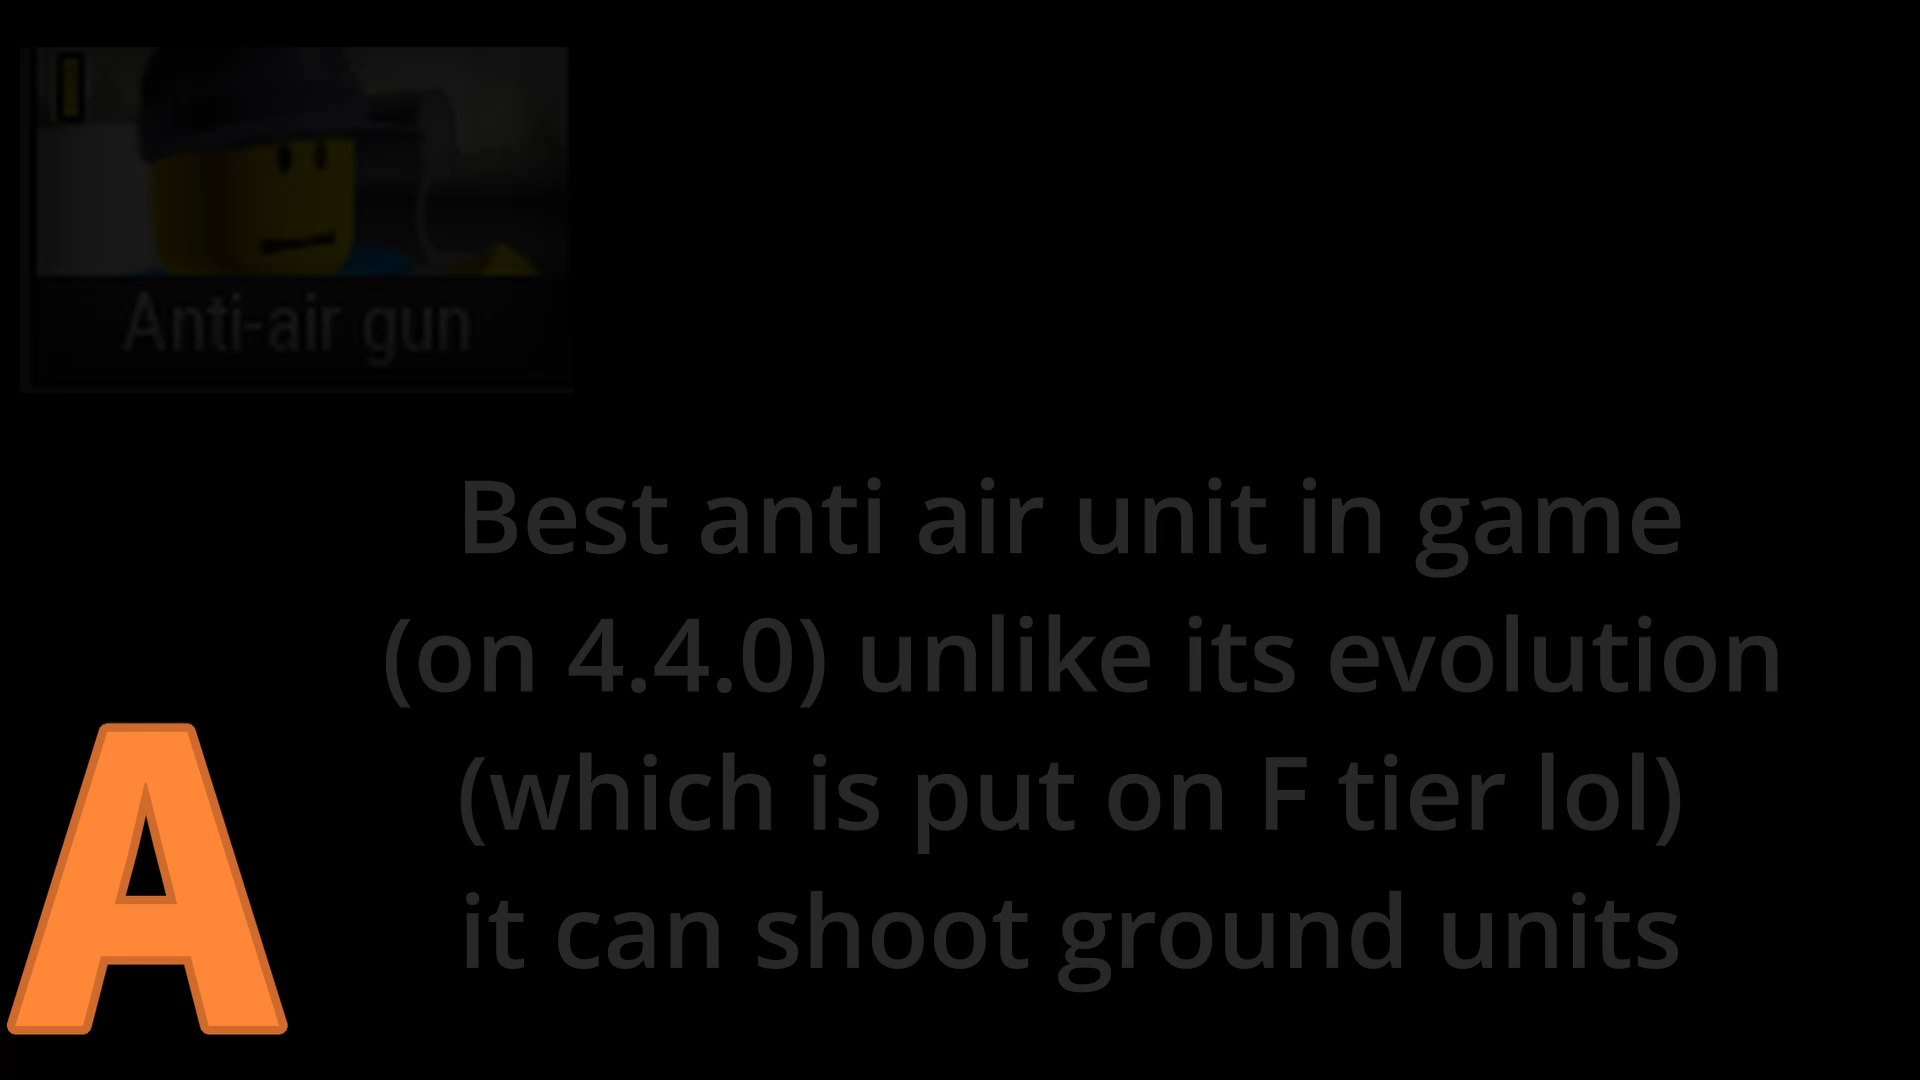 Anti-air gun
Best anti air unit in game
(on 4.4.0) unlike its evolution
(which is put on F tier lol)
it can shoot ground units
A